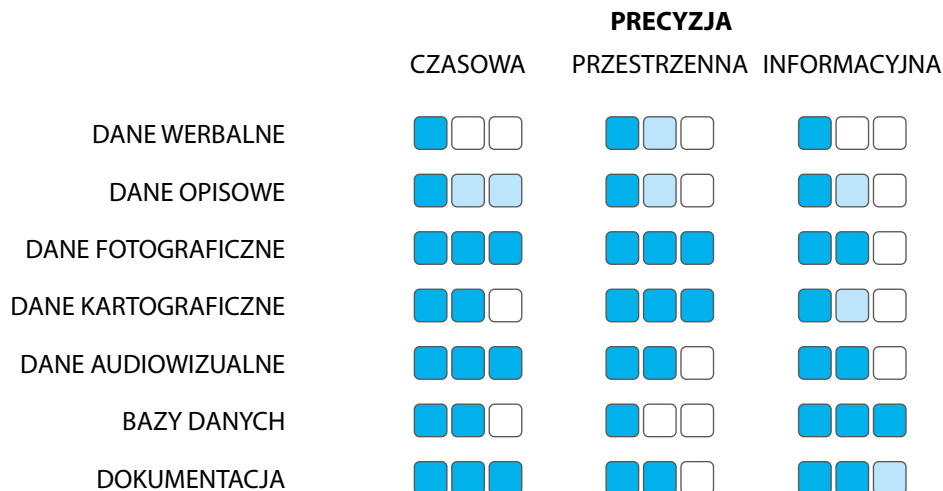 PRECYZJA
CZASOWA PRZESTRZENNA INFORMACYJNA
DANE WERBALNE
DANE OPISOWE
DANE FOTOGRAFICZNE
DANE KARTOGRAFICZNE
DANE AUDIOWIZUALNE
BAZY DANYCH
DOKUMENTACJA